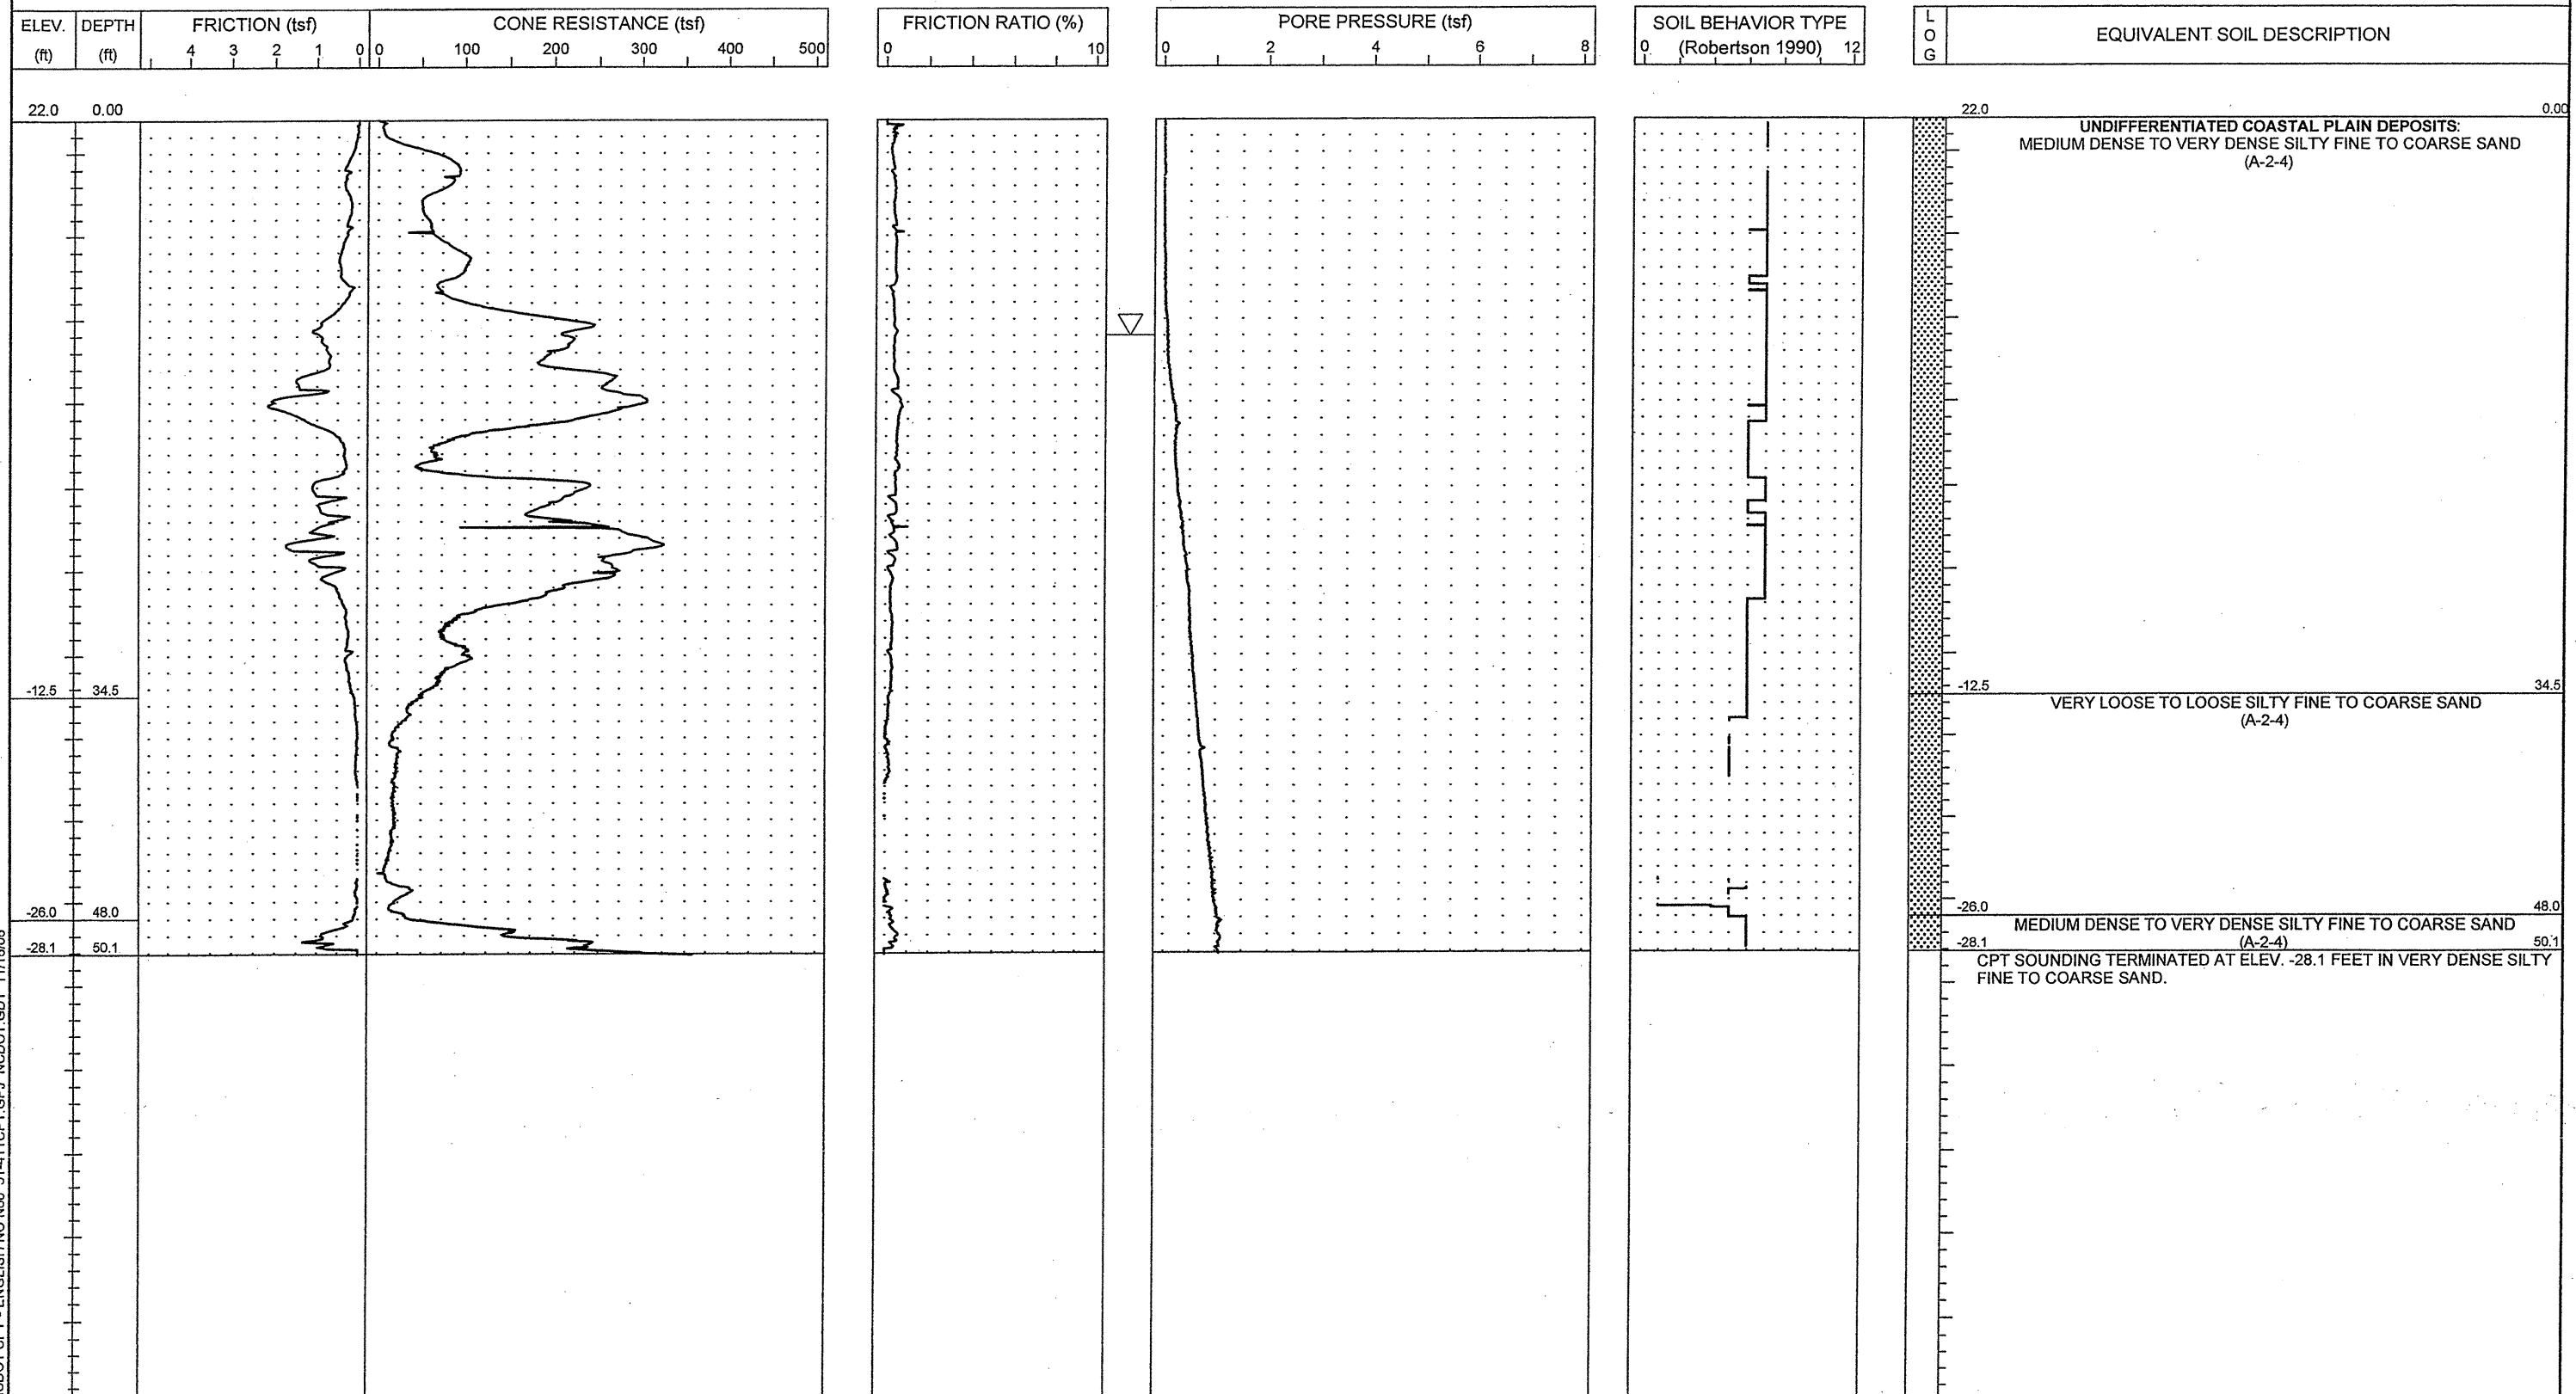 ELEV. (ft)
DEPTH (ft)
FRICTION (tsf)
4 3 2 1 0
CONE RESISTANCE (tsf)
0 100 200 300 400 500
FRICTION RATIO (%)
0 10
PORE PRESSURE (tsf)
0 2 4 6 8
SOIL BEHAVIOR TYPE
(Robertson 1990)
0 12
LOG
EQUIVALENT SOIL DESCRIPTION
22.0 0.00
22.0 0.00
UNDIFFERENTIATED COASTAL PLAIN DEPOSITS:
MEDIUM DENSE TO VERY DENSE SILTY FINE TO COARSE SAND
(A-2-4)
-12.5 34.5
-12.5 34.5
VERY LOOSE TO LOOSE SILTY FINE TO COARSE SAND
(A-2-4)
-26.0 48.0
-26.0 48.0
MEDIUM DENSE TO VERY DENSE SILTY FINE TO COARSE SAND
(A-2-4)
-28.1 50.1
-28.1 50.1
CPT SOUNDING TERMINATED AT ELEV. -28.1 FEET IN VERY DENSE SILTY
FINE TO COARSE SAND.